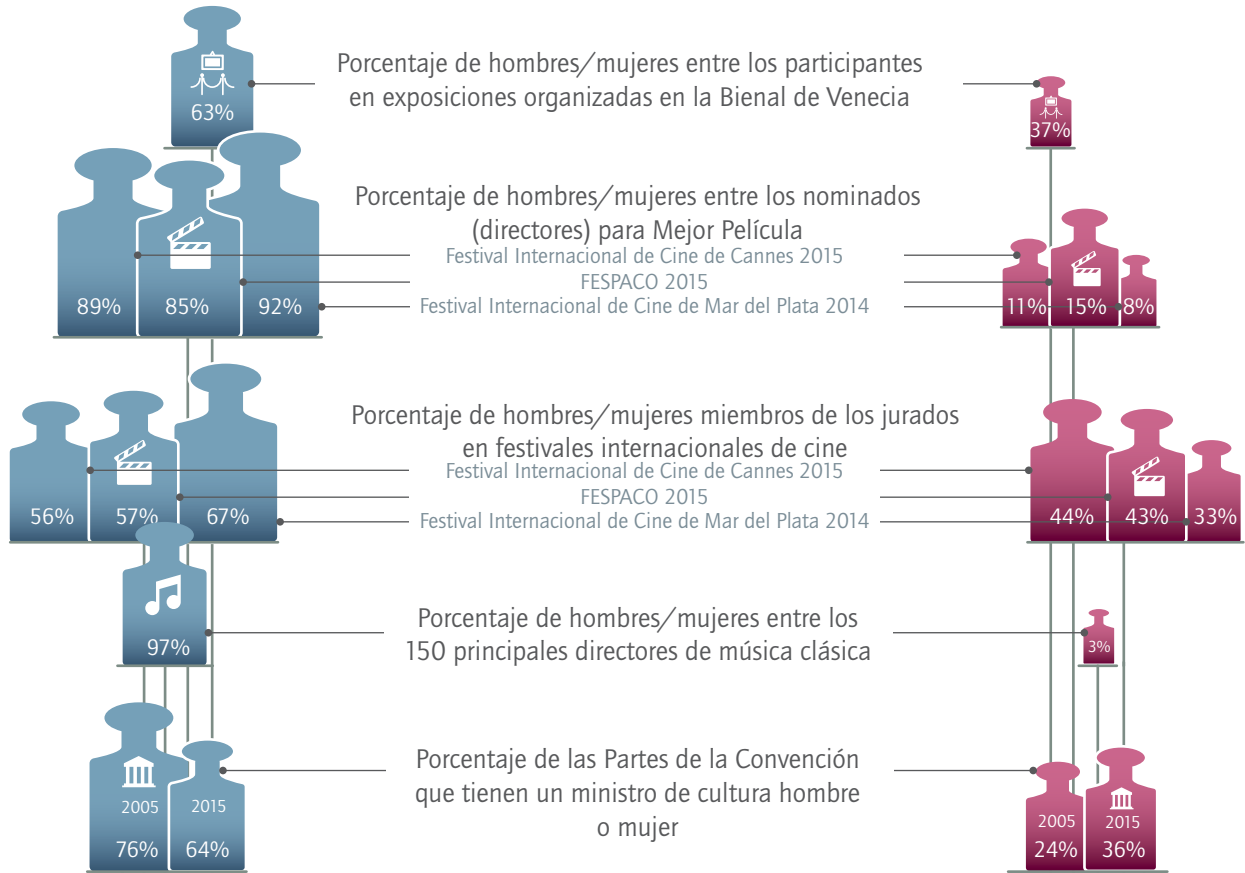 Porcentaje de hombres/mujeres entre los participantes
en exposiciones organizadas en la Bienal de Venecia
63%
37%
Porcentaje de hombres/mujeres entre los nominados
(directores) para Mejor Película
Festival Internacional de Cine de Cannes 2015
FESPACO 2015
Festival Internacional de Cine de Mar del Plata 2014
89% 85% 92%
11% 15% 8%
Porcentaje de hombres/mujeres miembros de los jurados
en festivales internacionales de cine
Festival Internacional de Cine de Cannes 2015
FESPACO 2015
Festival Internacional de Cine de Mar del Plata 2014
56% 57% 67%
44% 43% 33%
Porcentaje de hombres/mujeres entre los
150 principales directores de música clásica
97%
3%
Porcentaje de las Partes de la Convención
que tienen un ministro de cultura hombre
o mujer
2005 2015
76% 64%
2005 2015
24% 36%